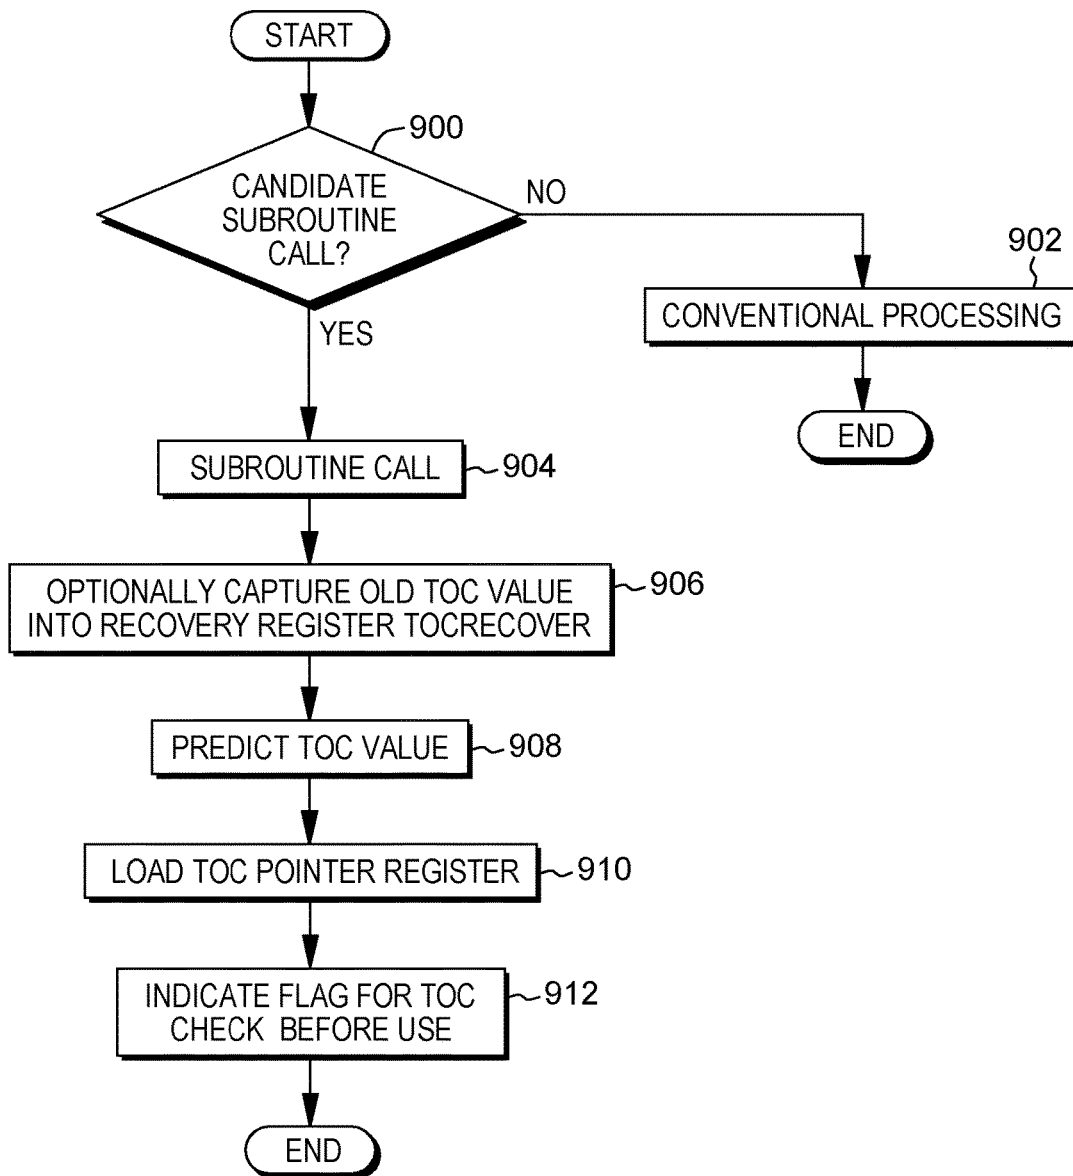 START
900
CANDIDATE
SUBROUTINE
CALL?
NO
YES
902
CONVENTIONAL PROCESSING
END
SUBROUTINE CALL
904
OPTIONALLY CAPTURE OLD TOC VALUE
INTO RECOVERY REGISTER TOCRECOVER
906
PREDICT TOC VALUE
908
LOAD TOC POINTER REGISTER
910
INDICATE FLAG FOR TOC
CHECK BEFORE USE
912
END